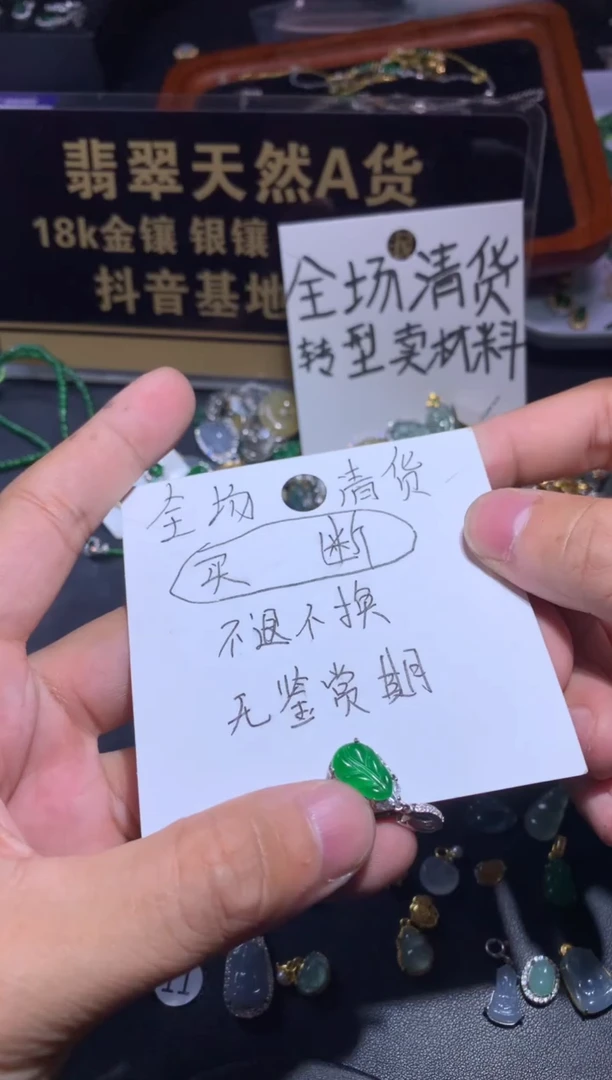 翡翠天然A货
18k金镶 银镶
抖音基地
全场清货
转型卖材料
全场 清货
买 断
不退不换
无鉴赏期